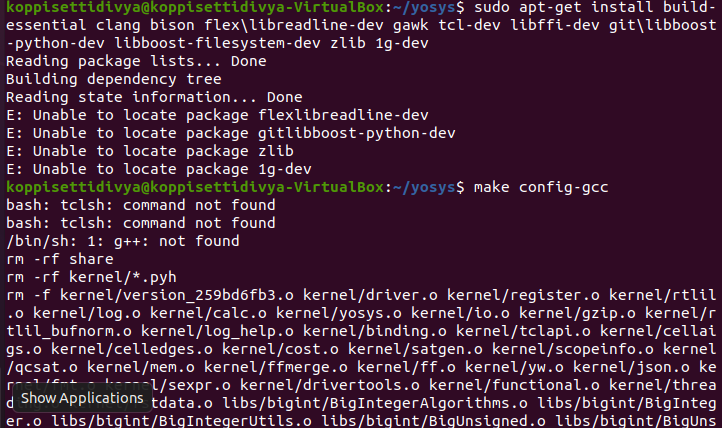 koppisettidivya@koppisettidivya-VirtualBox:~/yosys$ sudo apt-get install build-
essential clang bison flex\libreadline-dev gawk tcl-dev libffi-dev git\libboost
-python-dev libboost-filesystem-dev zlib 1g-dev
Reading package lists... Done
Building dependency tree
Reading state information... Done
E: Unable to locate package flexlibreadline-dev
E: Unable to locate package gitlibboost-python-dev
E: Unable to locate package zlib
E: Unable to locate package 1g-dev
koppisettidivya@koppisettidivya-VirtualBox:~/yosys$ make config-gcc
bash: tclsh: command not found
bash: tclsh: command not found
/bin/sh: 1: g++: not found
rm -rf share
rm -rf kernel/*.pyh
rm -f kernel/version_259bd6fb3.o kernel/driver.o kernel/register.o kernel/rtlil
.o kernel/log.o kernel/calc.o kernel/yosys.o kernel/io.o kernel/gzip.o kernel/r
tlil_bufnorm.o kernel/log_help.o kernel/binding.o kernel/tclapi.o kernel/cellai
gs.o kernel/celledges.o kernel/cost.o kernel/satgen.o kernel/scopeinfo.o kernel
/qcsat.o kernel/mem.o kernel/ffmerge.o kernel/ff.o kernel/yw.o kernel/json.o ke
/sexpr.o kernel/drivertools.o kernel/functional.o kernel/threa
Show Applications
tdata.o libs/bigint/BigIntegerAlgorithms.o libs/bigint/BigInteg
er.o libs/bigint/BigIntegerUtils.o libs/bigint/BigUnsigned.o libs/bigint/BigUns